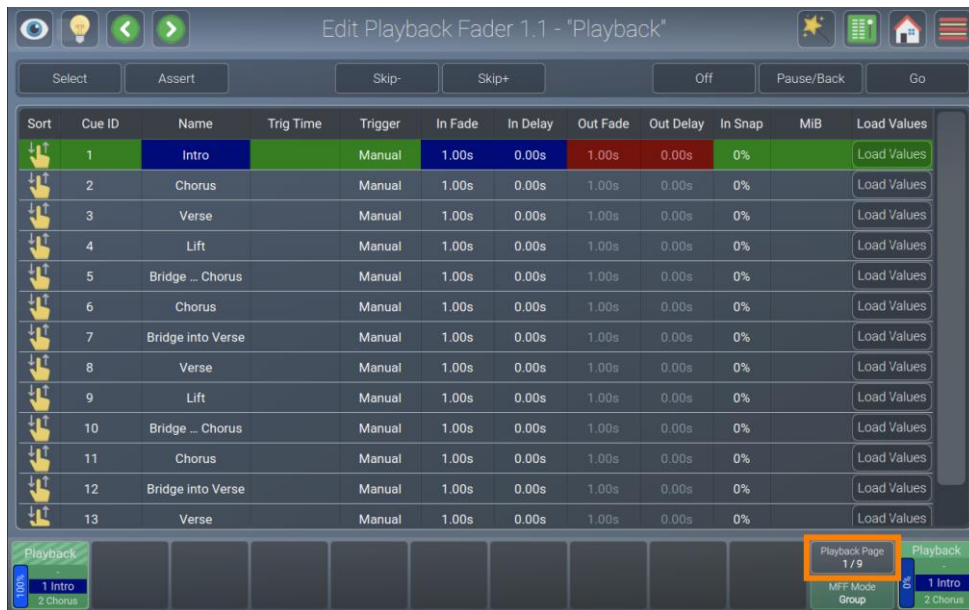 Edit Playback Fader 1.1 - "Playback"
Select Assert Skip- Skip+ Off Pause/Back Go
Sort Cue ID Name Trig Time Trigger In Fade In Delay Out Fade Out Delay In Snap MiB Load Values
1 Intro Manual 1.00s 0.00s 1.00s 0.00s 0% Load Values
2 Chorus Manual 1.00s 0.00s 1.00s 0.00s 0% Load Values
3 Verse Manual 1.00s 0.00s 1.00s 0.00s 0% Load Values
4 Lift Manual 1.00s 0.00s 1.00s 0.00s 0% Load Values
5 Bridge ... Chorus Manual 1.00s 0.00s 1.00s 0.00s 0% Load Values
6 Chorus Manual 1.00s 0.00s 1.00s 0.00s 0% Load Values
7 Bridge into Verse Manual 1.00s 0.00s 1.00s 0.00s 0% Load Values
8 Verse Manual 1.00s 0.00s 1.00s 0.00s 0% Load Values
9 Lift Manual 1.00s 0.00s 1.00s 0.00s 0% Load Values
10 Bridge ... Chorus Manual 1.00s 0.00s 1.00s 0.00s 0% Load Values
11 Chorus Manual 1.00s 0.00s 1.00s 0.00s 0% Load Values
12 Bridge into Verse Manual 1.00s 0.00s 1.00s 0.00s 0% Load Values
13 Verse Manual 1.00s 0.00s 1.00s 0.00s 0% Load Values
Playback
-
100%
1 Intro
2 Chorus
Playback Page
1/9
MFF Mode
Group
Playback
-
0%
1 Intro
2 Chorus